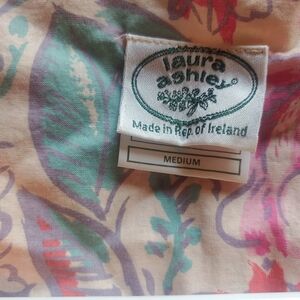 laura
ashley®
Made in Rep. of Ireland
MEDIUM